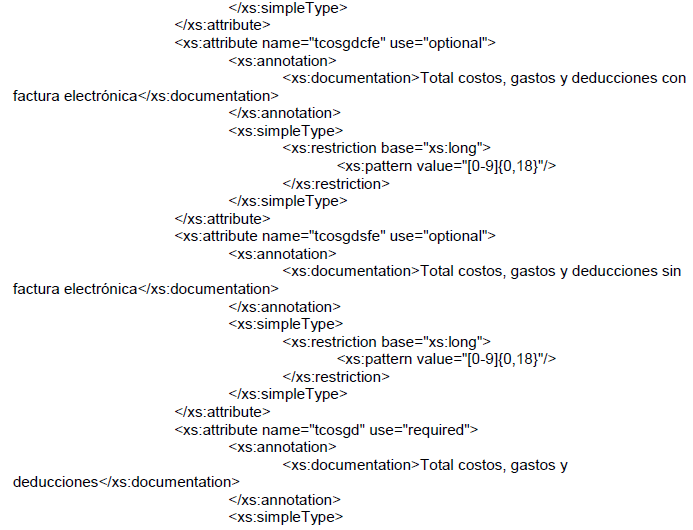 </xs:simpleType>
</xs:attribute>
<xs:attribute name="tcosgdcfe" use="optional">
<xs:annotation>
<xs:documentation>Total costos, gastos y deducciones con
factura electrónica</xs:documentation>
</xs:annotation>
<xs:simpleType>
<xs:restriction base="xs:long">
<xs:pattern value="[0-9]{0,18}"/>
</xs:restriction>
</xs:simpleType>
</xs:attribute>
<xs:attribute name="tcosgdsfe" use="optional">
<xs:annotation>
<xs:documentation>Total costos, gastos y deducciones sin
factura electrónica</xs:documentation>
</xs:annotation>
<xs:simpleType>
<xs:restriction base="xs:long">
<xs:pattern value="[0-9]{0,18}"/>
</xs:restriction>
</xs:simpleType>
</xs:attribute>
<xs:attribute name="tcosgd" use="required">
<xs:annotation>
<xs:documentation>Total costos, gastos y
deducciones</xs:documentation>
</xs:annotation>
<xs:simpleType>